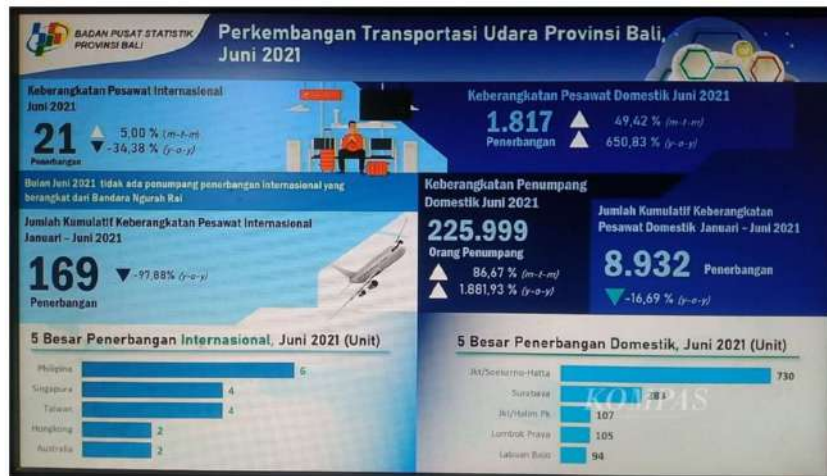 BADAN PUSAT STATISTIK
PROVINSI BALI
Perkembangan Transportasi Udara Provinsi Bali,
Juni 2021
Keberangkatan Pesawat Internasional
Juni 2021
21
Penerbangan
5,00 % (m-t-m)
-34,38 % (y-o-y)
Keberangkatan Pesawat Domestik Juni 2021
1.817
Penerbangan
49,42 % (m-t-m)
650,83 % (y-o-y)
Bulan Juni 2021 tidak ada penumpang penerbangan internasional yang
berangkat dari Bandara Ngurah Rai
Jumlah Kumulatif Keberangkatan Pesawat Internasional
Januari - Juni 2021
169
Penerbangan
-97,88% (y-o-y)
Keberangkatan Penumpang
Domestik Juni 2021
225.999
Orang Penumpang
86,67 % (m-t-m)
1.881,93 % (y-o-y)
Jumlah Kumulatif Keberangkatan
Pesawat Domestik Januari - Juni 2021
8.932 Penerbangan
-16,69 % (y-o-y)
5 Besar Penerbangan Internasional, Juni 2021 (Unit)
Philipina 6
Singapura 4
Taiwan 4
Hongkong 2
Australia 2
5 Besar Penerbangan Domestik, Juni 2021 (Unit)
Jkt/Soekarno-Hatta 730
Surabaya 283
Jkt/Halim Pk 107
Lombok Praya 105
Labuan Bajo 94
KOMPAS